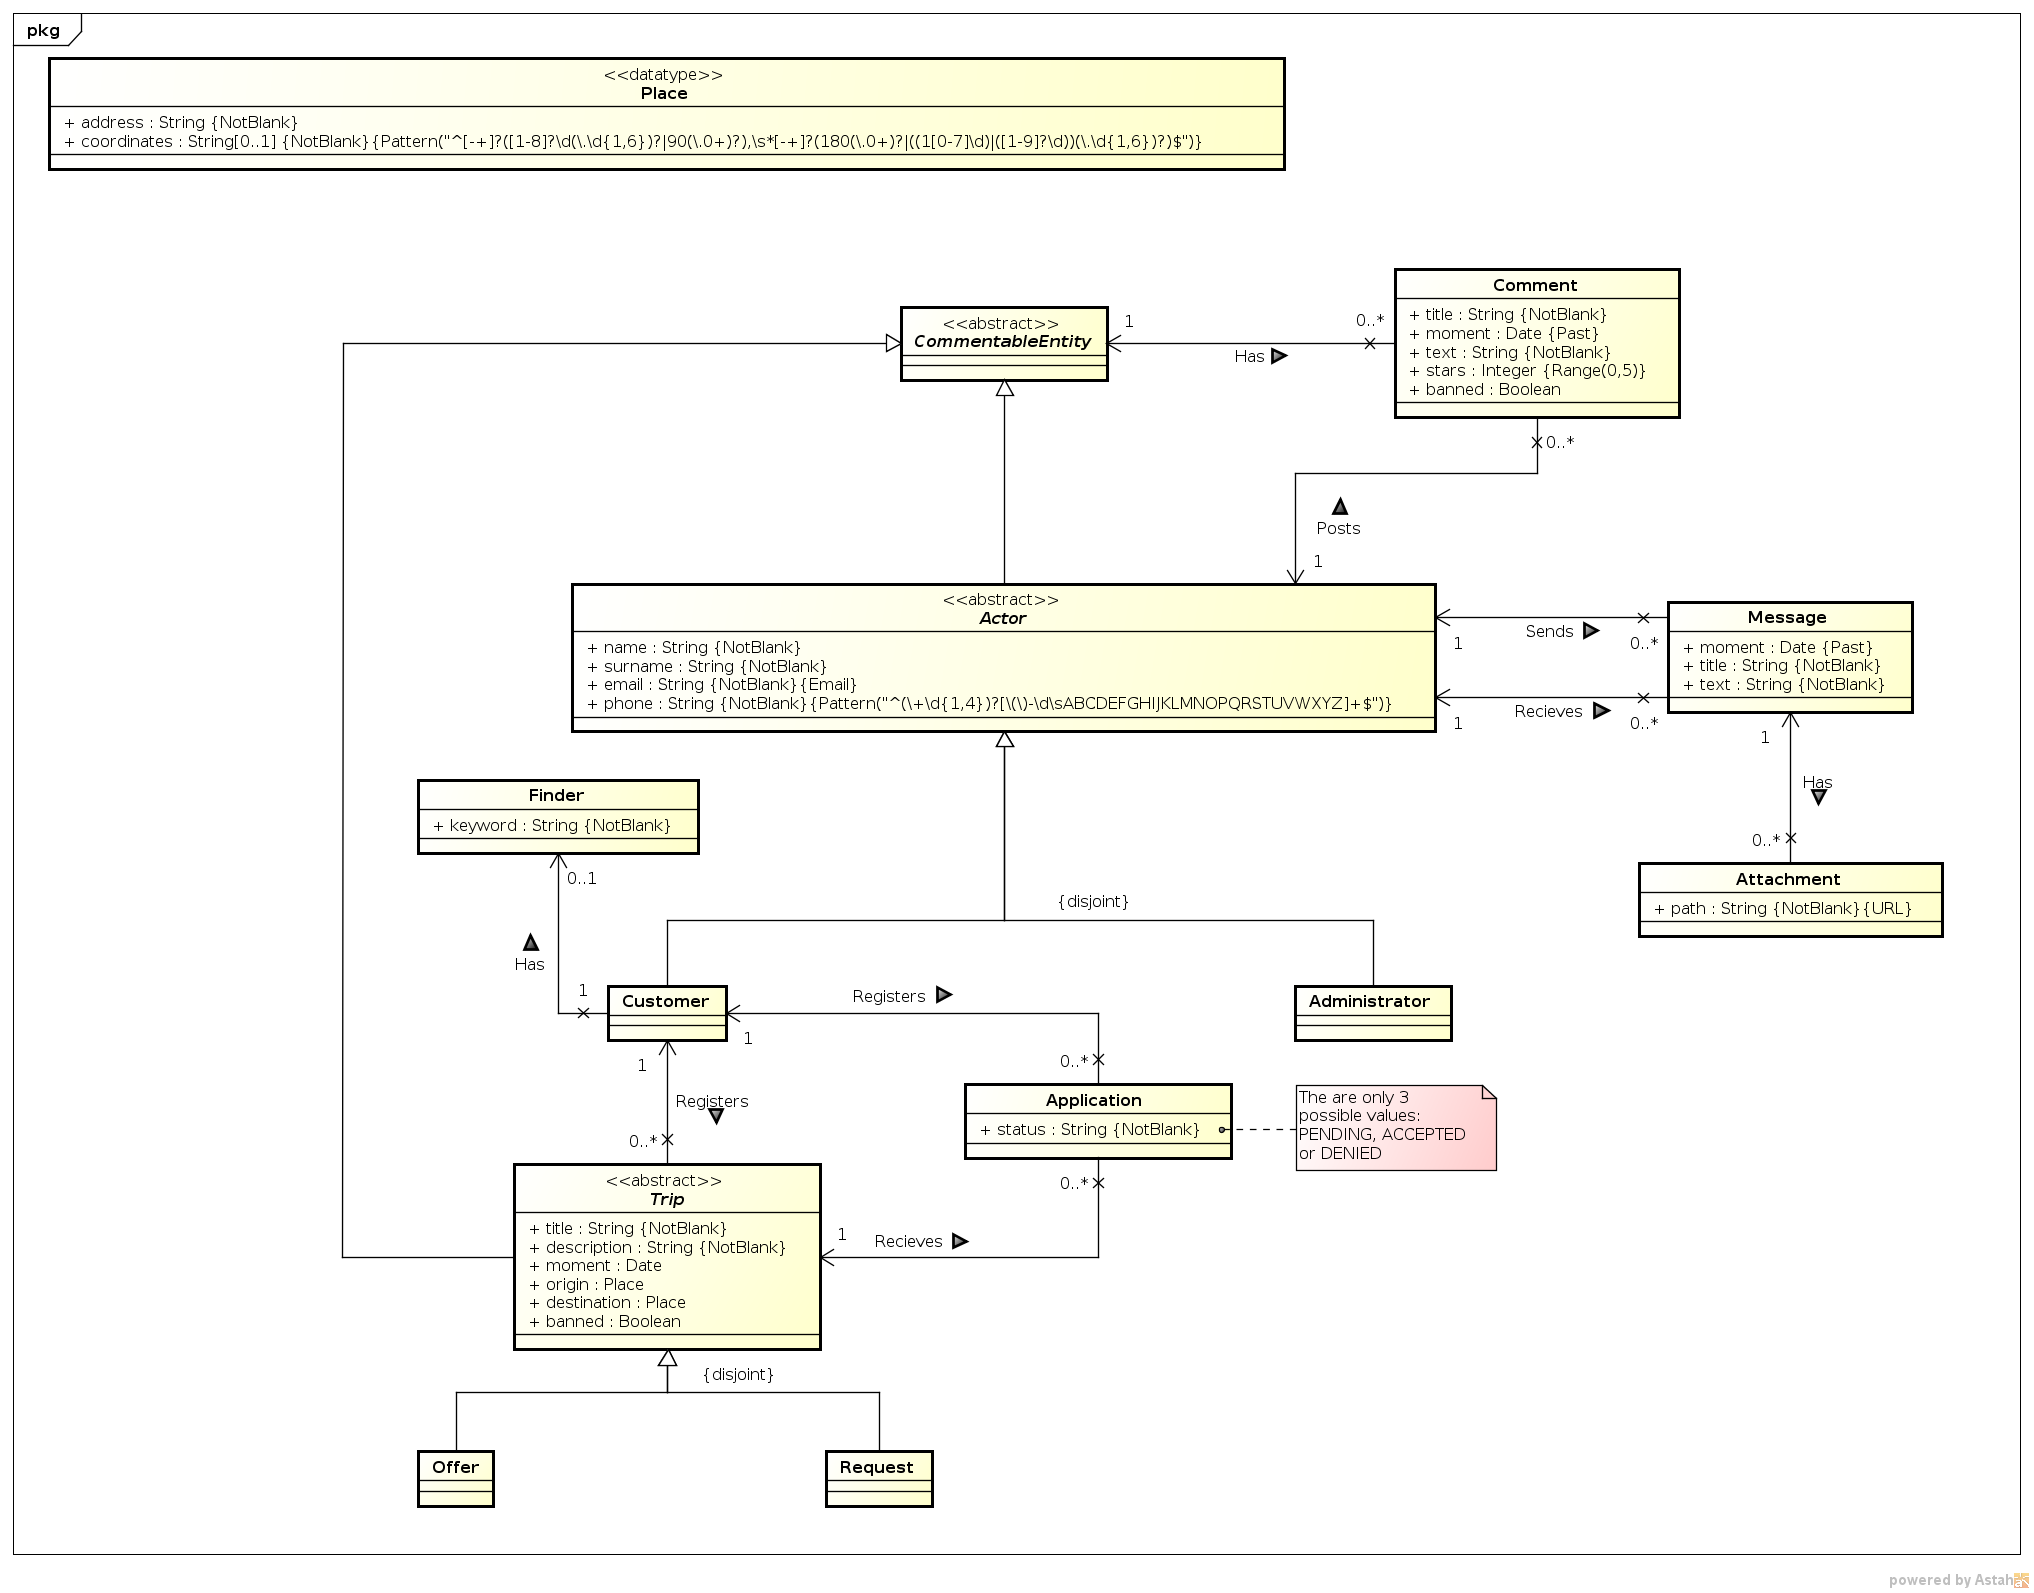 pkg
<<datatype>>
Place
+ address : String {NotBlank}
+ coordinates : String[0..1] {NotBlank}{Pattern("^[-+]?([1-8]?\d(\.\d{1,6})?|90(\.0+)?),\s*[-+]?(180(\.0+)?|((1[0-7]\d)|([1-9]?\d))(\.\d{1,6})?)$")}
<<abstract>>
CommentableEntity
1
0..*
Has
Comment
+ title : String {NotBlank}
+ moment : Date {Past}
+ text : String {NotBlank}
+ stars : Integer {Range(0,5)}
+ banned : Boolean
0..*
Posts
1
<<abstract>>
Actor
+ name : String {NotBlank}
+ surname : String {NotBlank}
+ email : String {NotBlank}{Email}
+ phone : String {NotBlank}{Pattern("^(\+\d{1,4})?[\(\)-\d\sABCDEFGHIJKLMNOPQRSTUVWXYZ]+$")}
Sends
1
0..*
Recieves
1
0..*
Message
+ moment : Date {Past}
+ title : String {NotBlank}
+ text : String {NotBlank}
1
Has
0..*
Attachment
+ path : String {NotBlank}{URL}
Finder
+ keyword : String {NotBlank}
0..1
Has
1
{disjoint}
Customer
Registers
1
0..*
Administrator
1
Registers
0..*
Application
+ status : String {NotBlank}
The are only 3
possible values:
PENDING, ACCEPTED
or DENIED
0..*
1
Recieves
<<abstract>>
Trip
+ title : String {NotBlank}
+ description : String {NotBlank}
+ moment : Date
+ origin : Place
+ destination : Place
+ banned : Boolean
{disjoint}
Offer
Request
powered by Astah